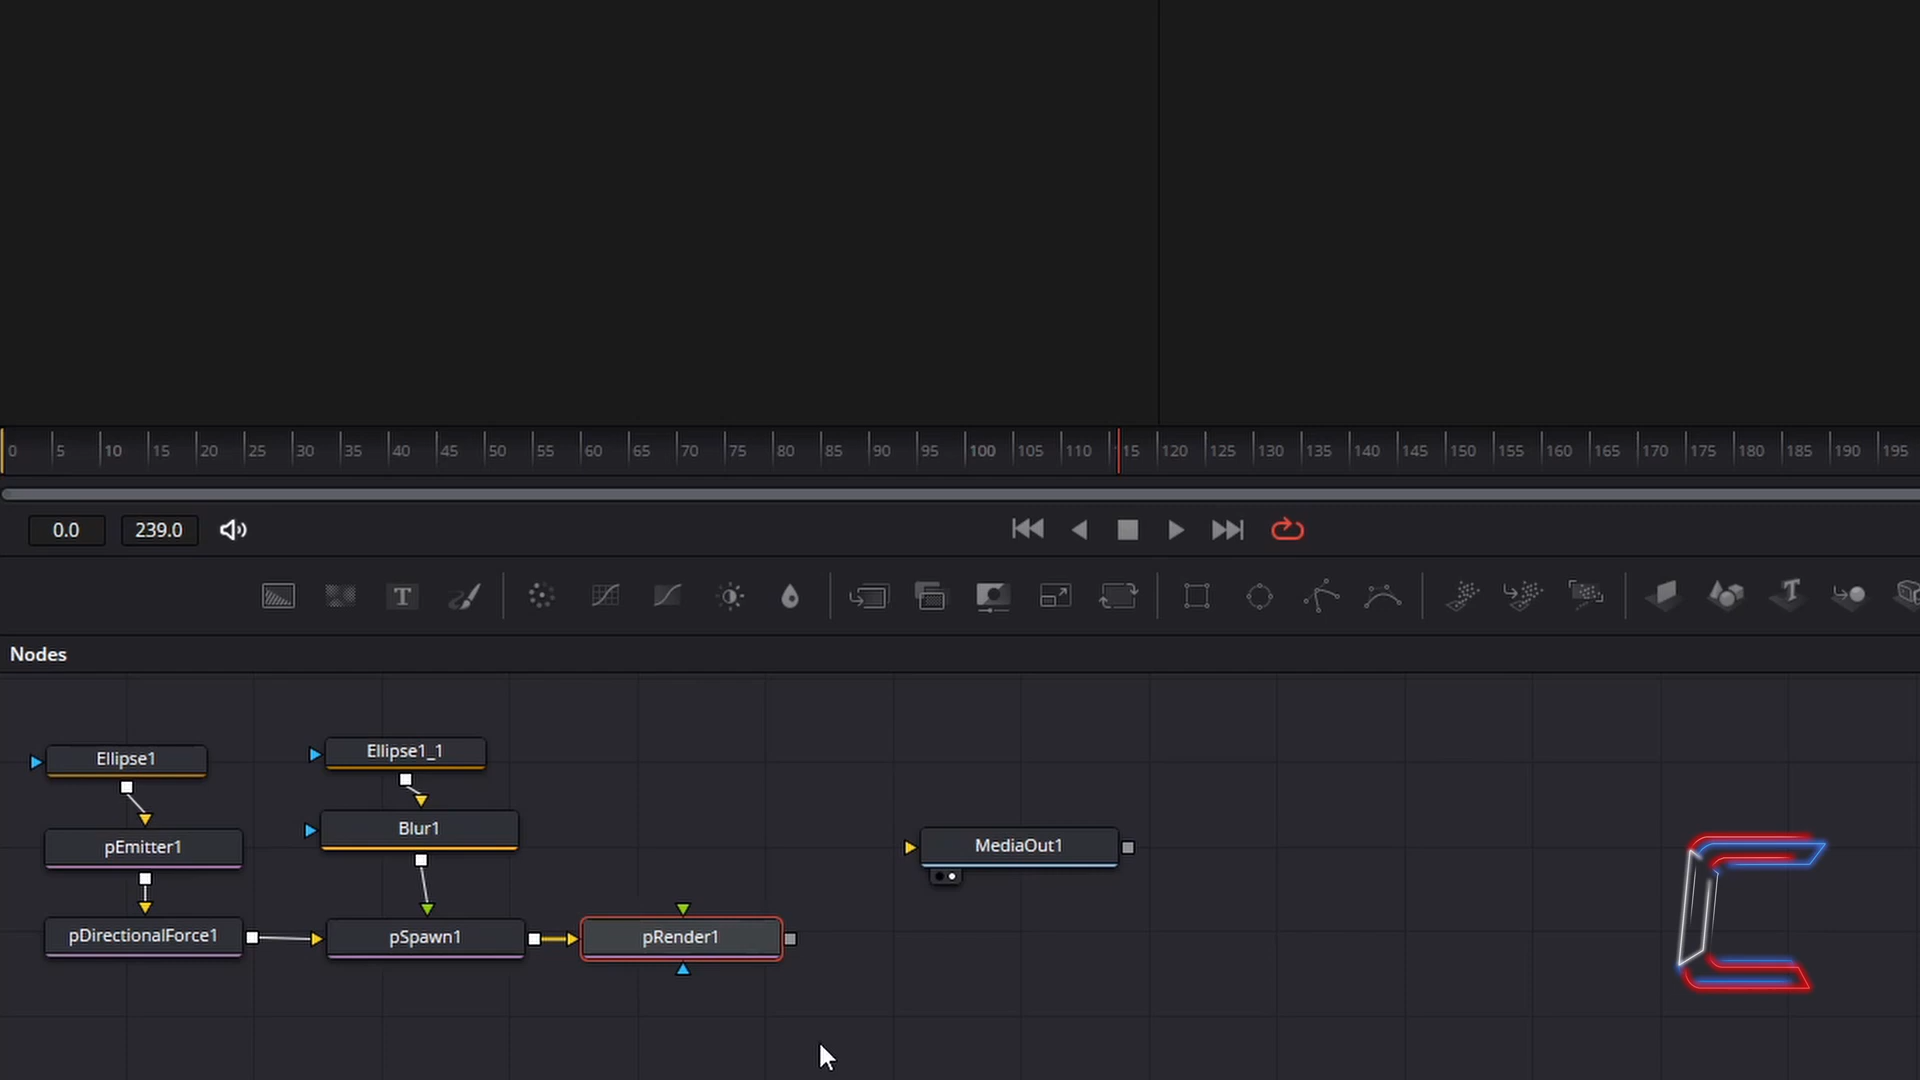 0 5 10 15 20 25 30 35 40 45 50 55 60 65 70 75 80 85 90 95 100 105 110 115 120 125 130 135 140 145 150 155 160 165 170 175 180 185 190 195
0.0 239.0
T
Nodes
Ellipse1 Ellipse1_1
pEmitter1 Blur1 MediaOut1
pDirectionalForce1 pSpawn1 pRender1